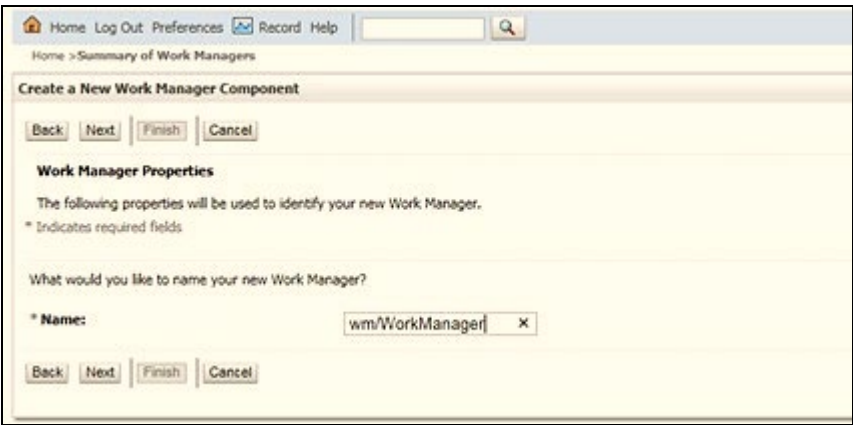 Home Log Out Preferences Record Help
Home >Summary of Work Managers
Create a New Work Manager Component
Back Next Finish Cancel
Work Manager Properties
The following properties will be used to identify your new Work Manager.
* Indicates required fields
What would you like to name your new Work Manager?
* Name: wm/WorkManager ×
Back Next Finish Cancel